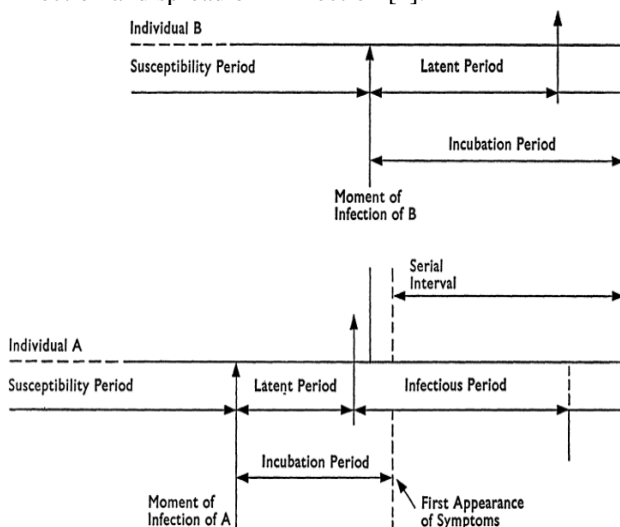 Individual B
Susceptibility Period
Latent Period
Incubation Period
Moment of
Infection of B
Serial
Interval
Individual A
Susceptibility Period
Latent Period
Infectious Period
Incubation Period
Moment of
Infection of A
First Appearance
of Symptoms